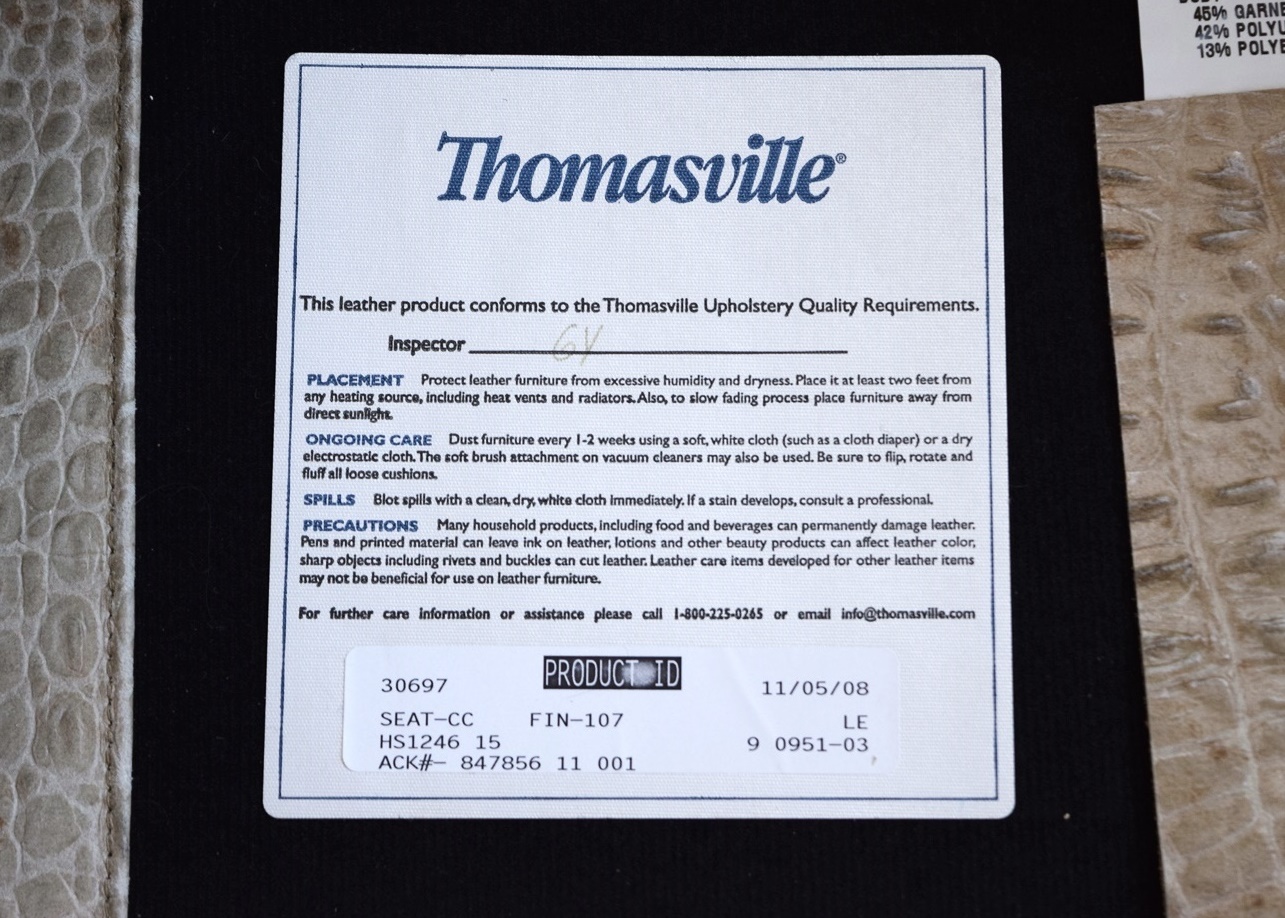 45% GARNE
42% POLYU
13% POLYE
Thomasville®
This leather product conforms to the Thomasville Upholstery Quality Requirements.
Inspector GY
PLACEMENT Protect leather furniture from excessive humidity and dryness. Place it at least two feet from
any heating source, including heat vents and radiators. Also, to slow fading process place furniture away from
direct sunlight.
ONGOING CARE Dust furniture every 1-2 weeks using a soft, white cloth (such as a cloth diaper) or a dry
electrostatic cloth. The soft brush attachment on vacuum cleaners may also be used. Be sure to flip, rotate and
fluff all loose cushions.
SPILLS Blot spills with a clean, dry, white cloth immediately. If a stain develops, consult a professional.
PRECAUTIONS Many household products, including food and beverages can permanently damage leather.
Pens and printed material can leave ink on leather, lotions and other beauty products can affect leather color,
sharp objects including rivets and buckles can cut leather. Leather care items developed for other leather items
may not be beneficial for use on leather furniture.
For further care information or assistance please call 1-800-225-0265 or email info@thomasville.com
PRODUCT ID
30697 11/05/08
SEAT-CC FIN-107 LE
HS1246 15 9 0951-03
ACK#- 847856 11 001